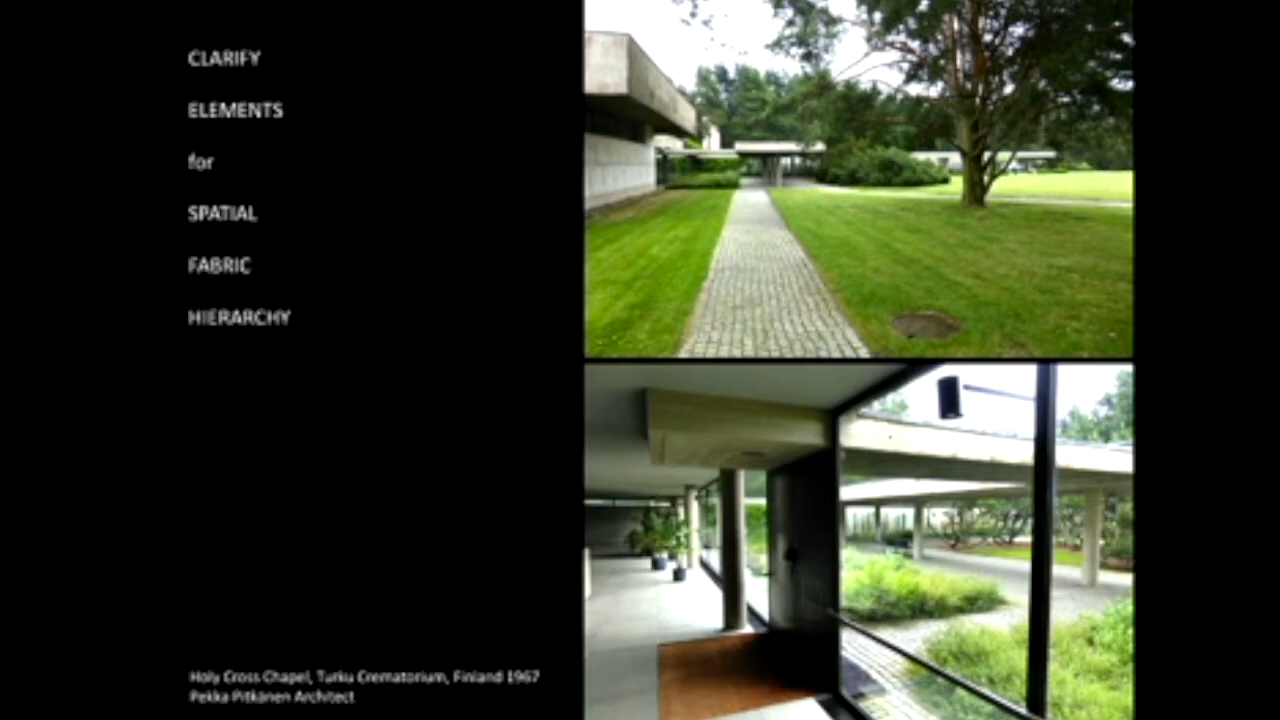 CLARIFY
ELEMENTS
for
SPATIAL
FABRIC
HIERARCHY
Holy Cross Chapel, Turku Crematorium, Finland 1967
Pekka Pitkänen Architect